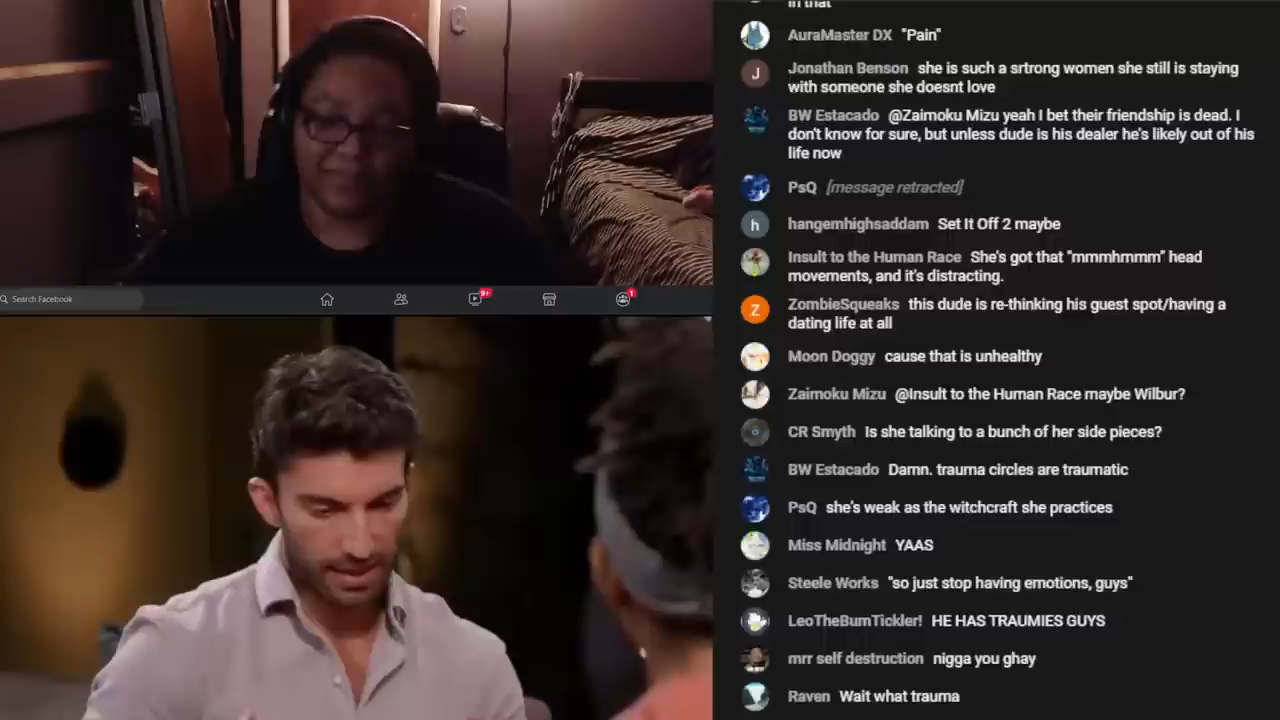 in that
AuraMaster DX "Pain"
Jonathan Benson she is such a srtrong women she still is staying
with someone she doesnt love
BW Estacado @Zaimoku Mizu yeah I bet their friendship is dead. I
don't know for sure, but unless dude is his dealer he's likely out of his
life now
PsQ [message retracted]
h
hangemhighsaddam Set It Off 2 maybe
Insult to the Human Race She's got that "mmmhmmm" head
movements, and it's distracting.
Z
ZombieSqueaks this dude is re-thinking his guest spot/having a
dating life at all
Moon Doggy cause that is unhealthy
Zaimoku Mizu @Insult to the Human Race maybe Wilbur?
CR Smyth Is she talking to a bunch of her side pieces?
BW Estacado Damn. trauma circles are traumatic
PsQ she's weak as the witchcraft she practices
Miss Midnight YAAS
Steele Works "so just stop having emotions, guys"
LeoTheBumTickler! HE HAS TRAUMIES GUYS
mrr self destruction nigga you ghay
Raven Wait what trauma
J
Search Facebook
9+
1